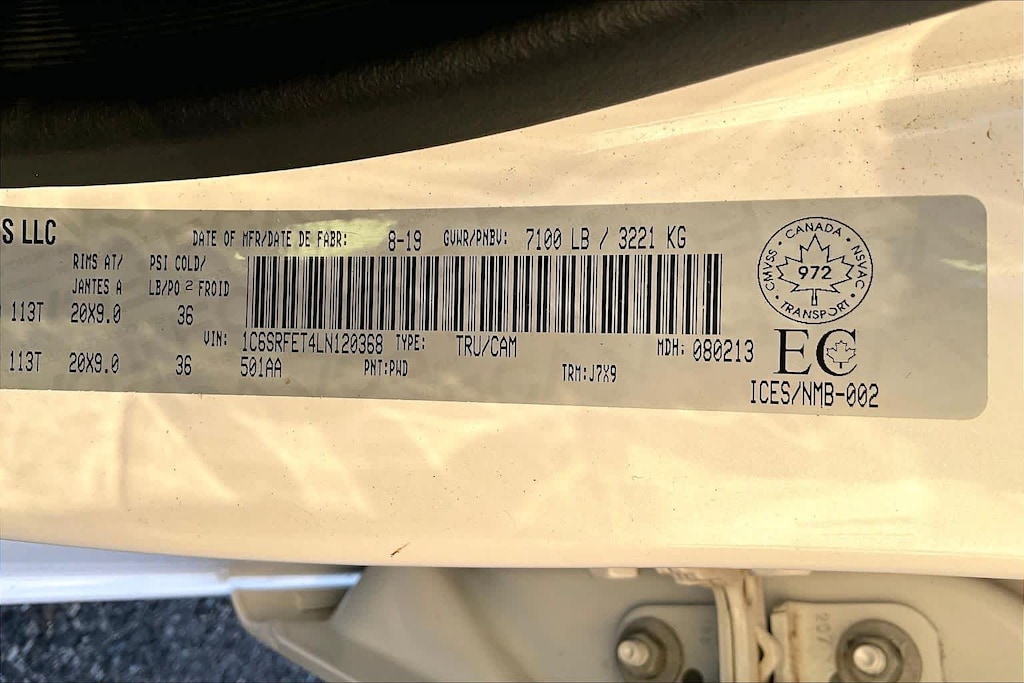 S LLC
DATE OF MFR/DATE DE FABR: 8-19 GVWR/PNBV: 7100 LB / 3221 KG
RIMS AT/ PSI COLD/
JANTES A LB/PO 2 FROID
113T 20X9.0 36
VIN: 1C6SRFET4LN120368 TYPE: TRU/CAM MDH: 080213
113T 20X9.0 36 501AA PNT:PWD TRM:J7X9
CANADA
CMVSS 972 NSVAC
TRANSPORT
EC
ICES/NMB-002